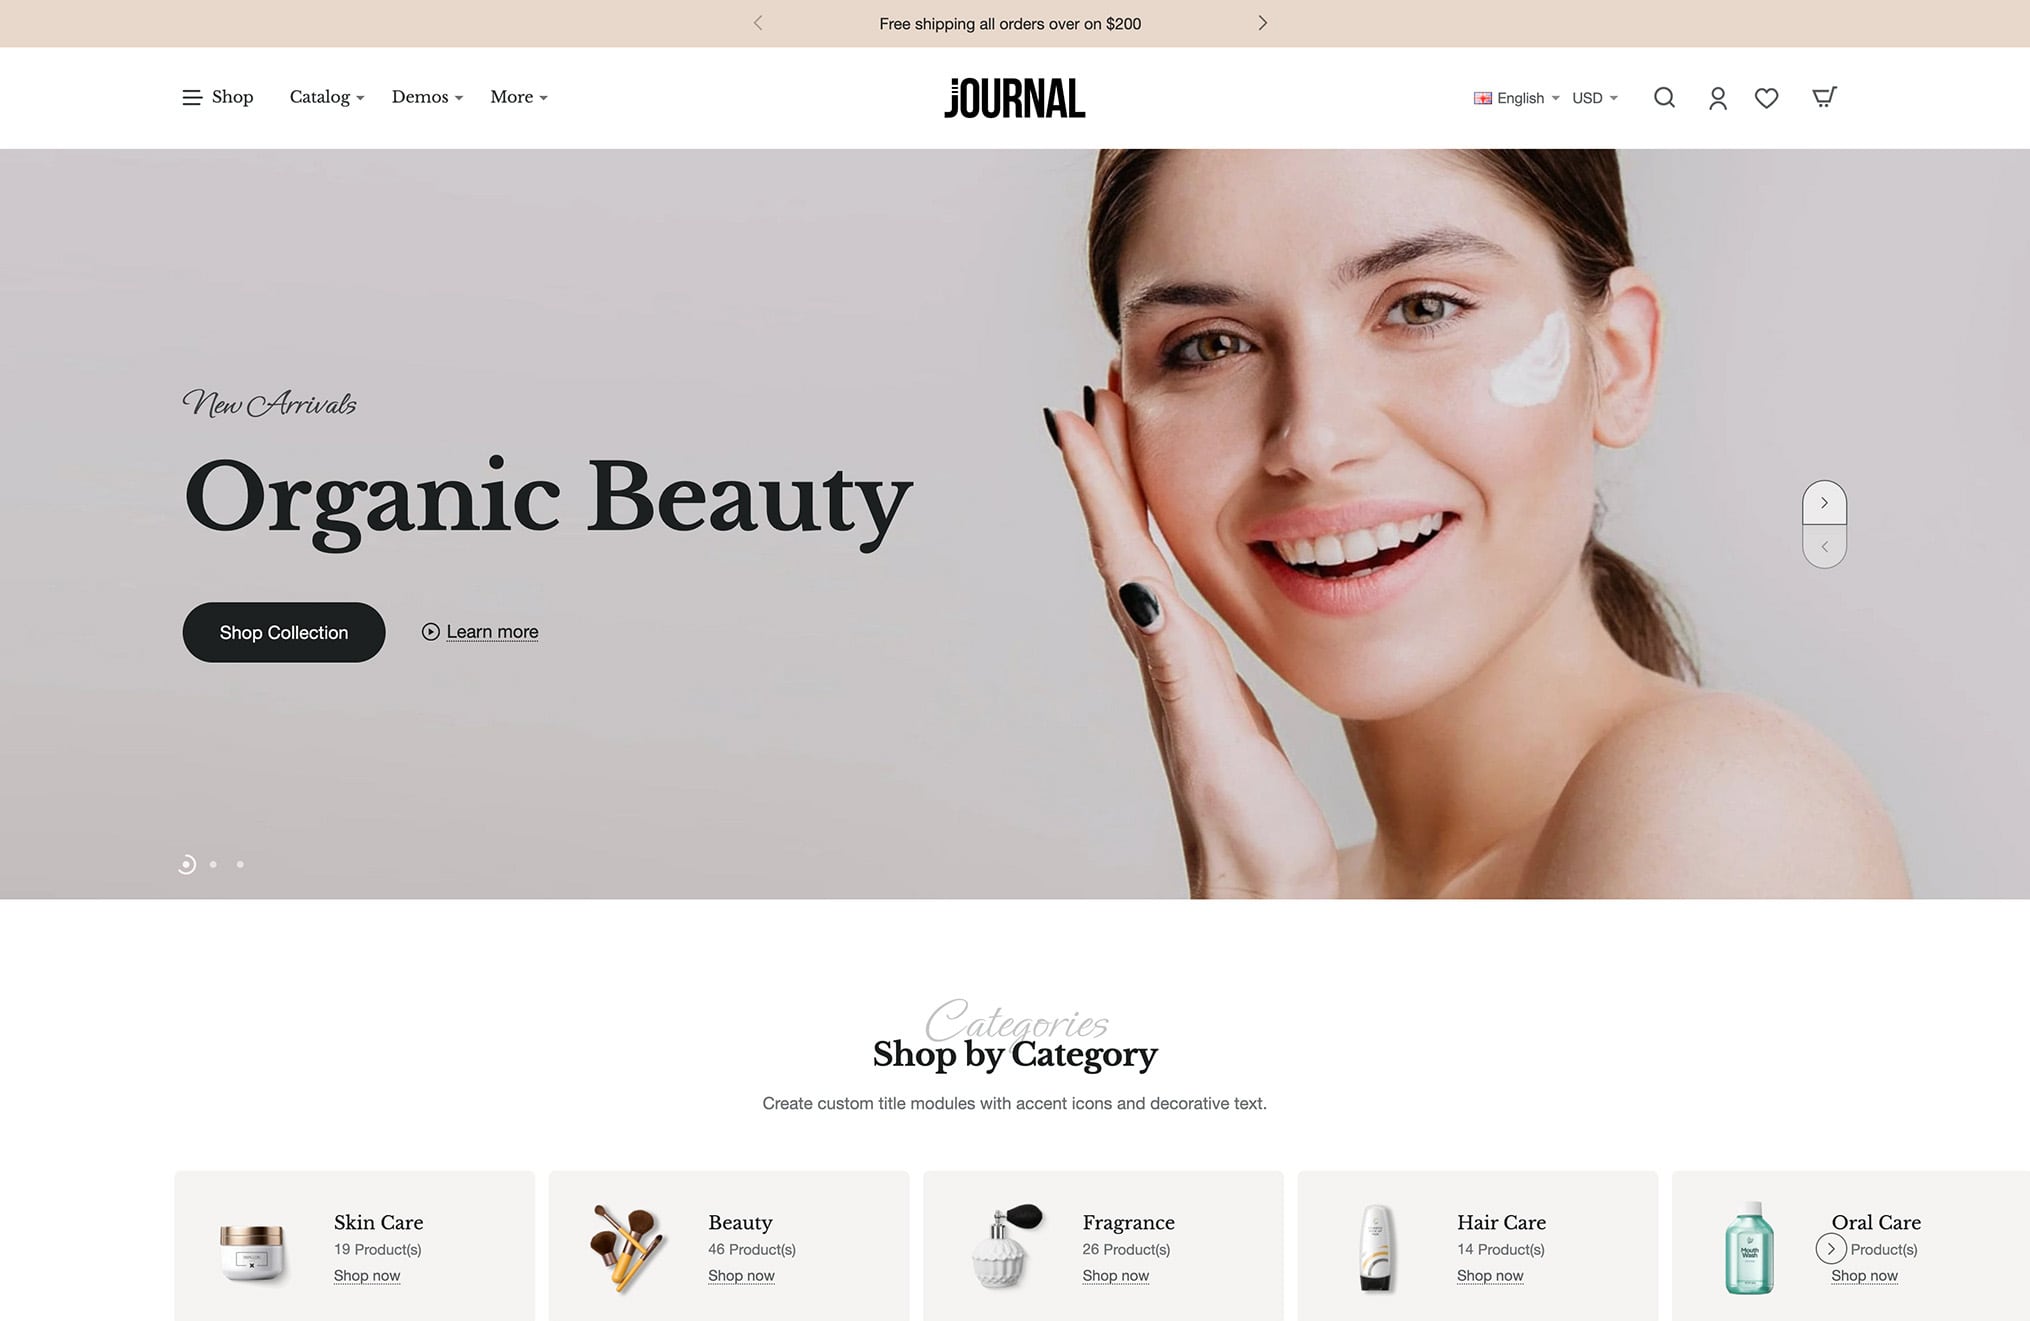 Free shipping all orders over on $200
Shop Catalog Demos More
JOURNAL
English USD
New Arrivals
Organic Beauty
Shop Collection Learn more
Categories
Shop by Category
Create custom title modules with accent icons and decorative text.
Skin Care
19 Product(s)
Shop now
Beauty
46 Product(s)
Shop now
Fragrance
26 Product(s)
Shop now
Hair Care
14 Product(s)
Shop now
Mouth
Wash
Oral Care
Product(s)
Shop now